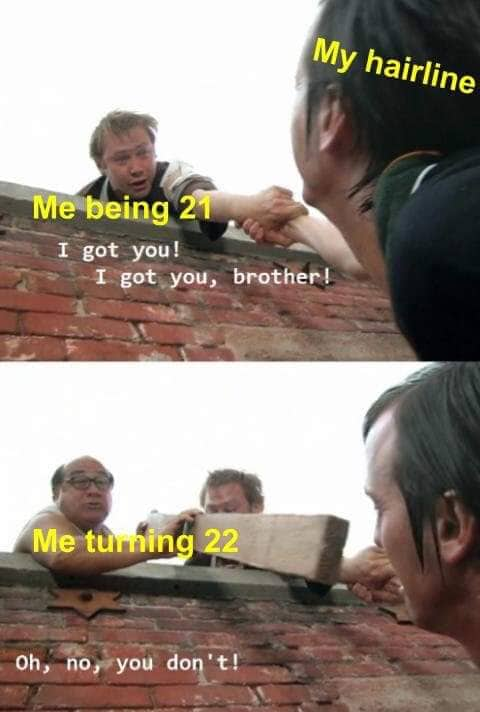 My hairline
Me being 21
I got you!
I got you, brother!
Me turning 22
Oh, no, you don't!